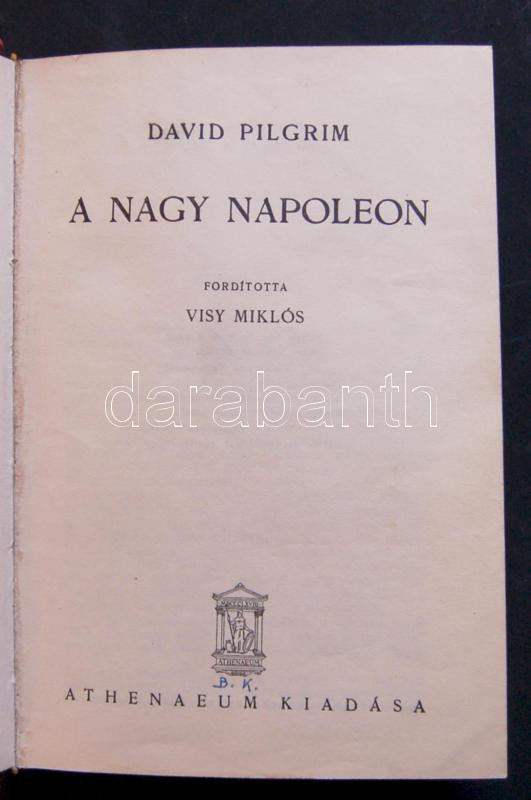 DAVID PILGRIM
A NAGY NAPOLEON
FORDÍTOTTA
VISY MIKLÓS
darabanth
ATHENAEUM
B. K.
ATHENAEUM KIADÁSA